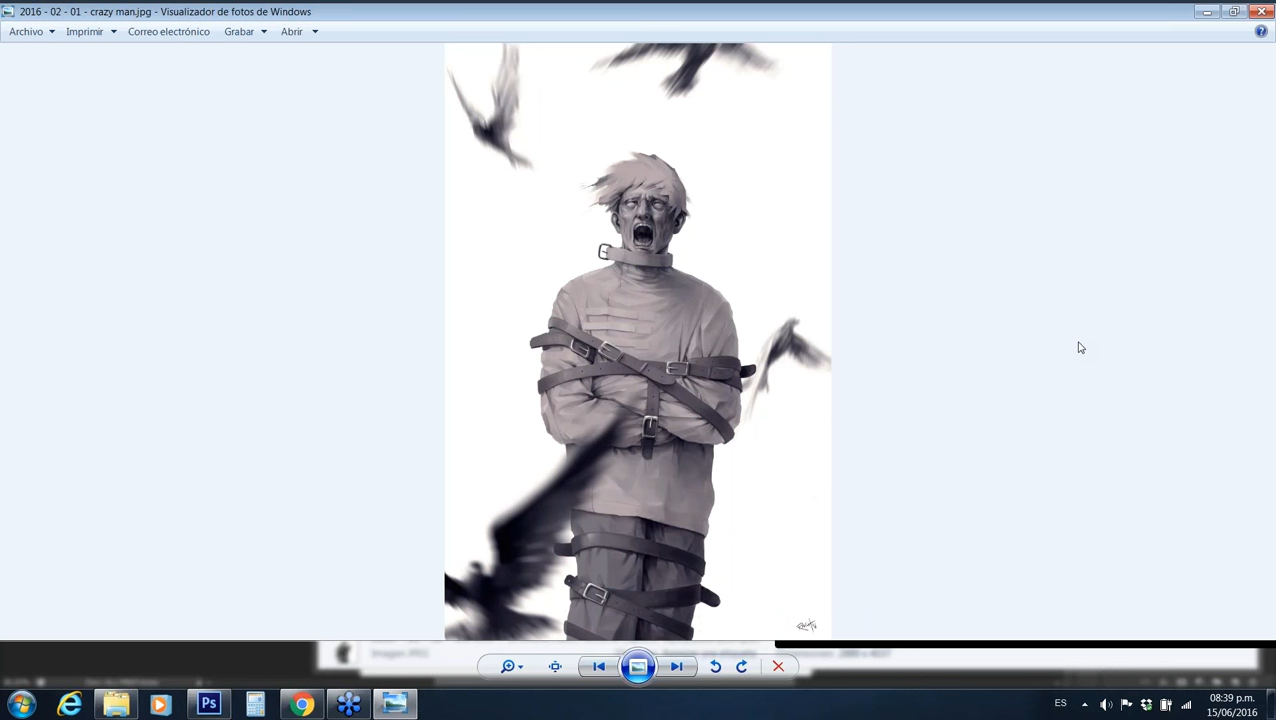 2016 - 02 - 01 - crazy man.jpg - Visualizador de fotos de Windows
Archivo Imprimir Correo electrónico Grabar Abrir
Ps
ES
08:39 p.m.
15/06/2016